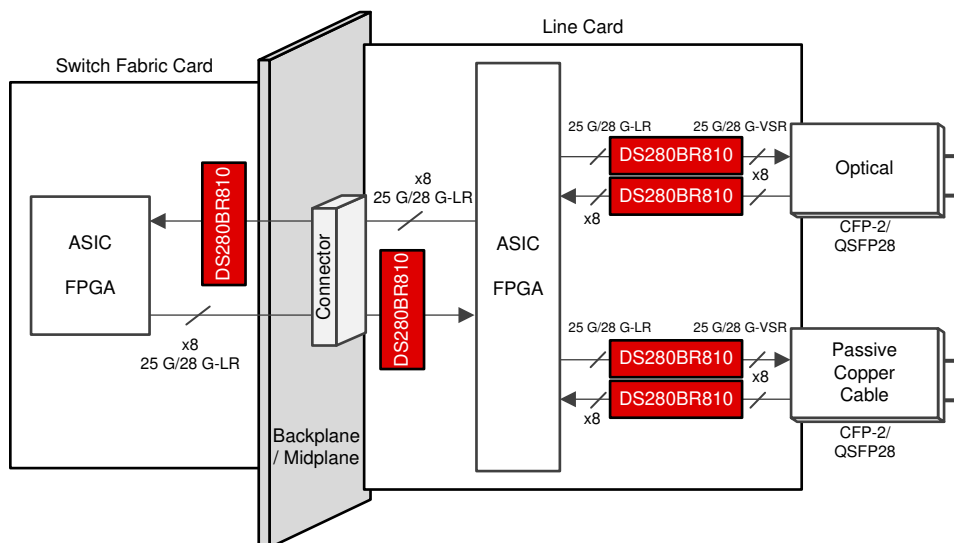 Line Card
Switch Fabric Card
25 G/28 G-LR
25 G/28 G-VSR
DS280BR810
x8
DS280BR810
x8
Optical
CFP-2/
QSFP28
DS280BR810
x8
25 G/28 G-LR
ASIC
FPGA
Connector
ASIC
FPGA
DS280BR810
x8
25 G/28 G-LR
25 G/28 G-LR
25 G/28 G-VSR
DS280BR810
x8
DS280BR810
x8
Passive
Copper
Cable
CFP-2/
QSFP28
Backplane
/ Midplane